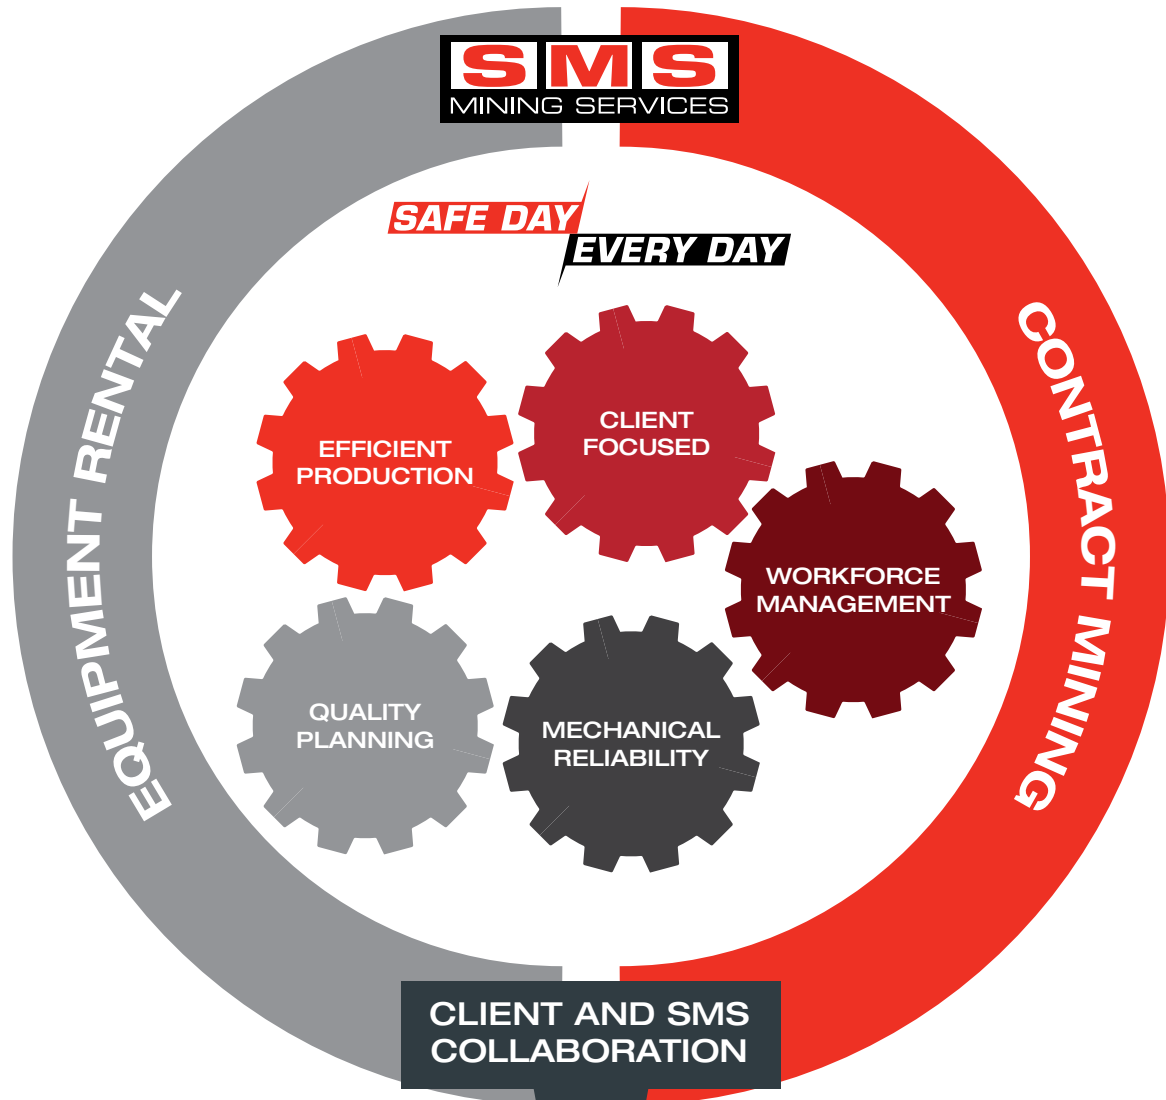 SMS
MINING SERVICES
SAFE DAY
EVERY DAY
EQUIPMENT RENTAL
CONTRACT MINING
EFFICIENT
PRODUCTION
CLIENT
FOCUSED
WORKFORCE
MANAGEMENT
QUALITY
PLANNING
MECHANICAL
RELIABILITY
CLIENT AND SMS
COLLABORATION